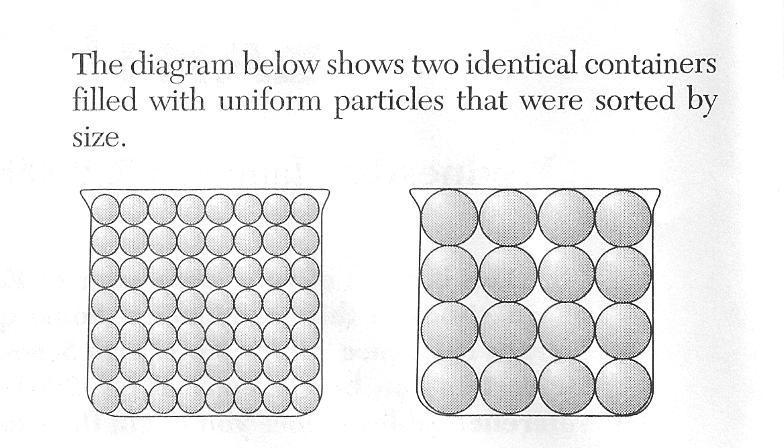 The diagram below shows two identical containers
filled with uniform particles that were sorted by
size.